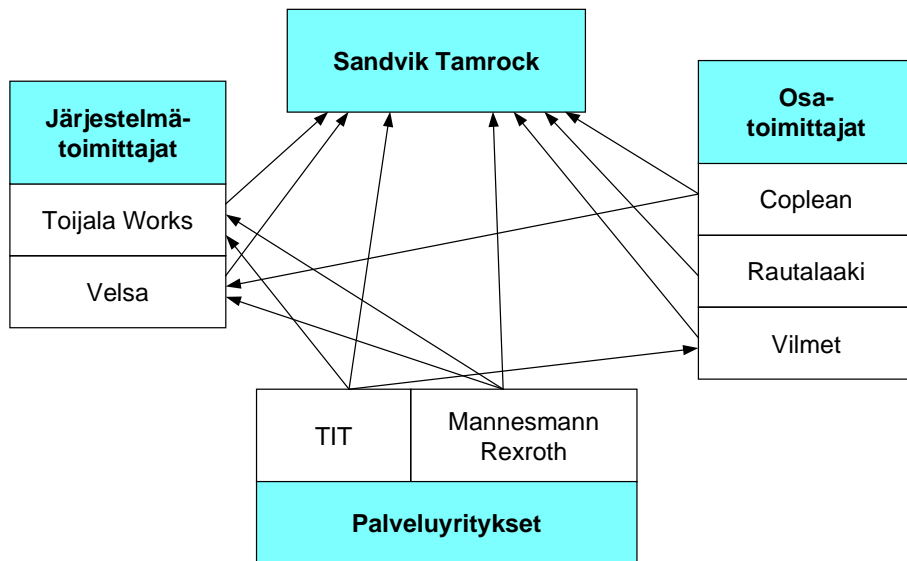 Sandvik Tamrock
Järjestelmä-
toimittajat
Toijala Works
Velsa
Osa-
toimittajat
Coplean
Rautalaaki
Vilmet
TIT
Mannesmann
Rexroth
Palveluyritykset